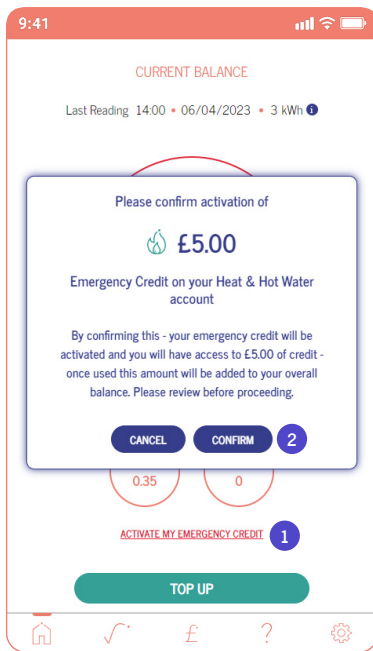 9:41
CURRENT BALANCE
Last Reading 14:00 • 06/04/2023 • 3 kWh i
Please confirm activation of
£5.00
Emergency Credit on your Heat & Hot Water
account
By confirming this - your emergency credit will be
activated and you will have access to £5.00 of credit -
once used this amount will be added to your overall
balance. Please review before proceeding.
CANCEL CONFIRM 2
0.35 0
ACTIVATE MY EMERGENCY CREDIT 1
TOP UP
£ ?